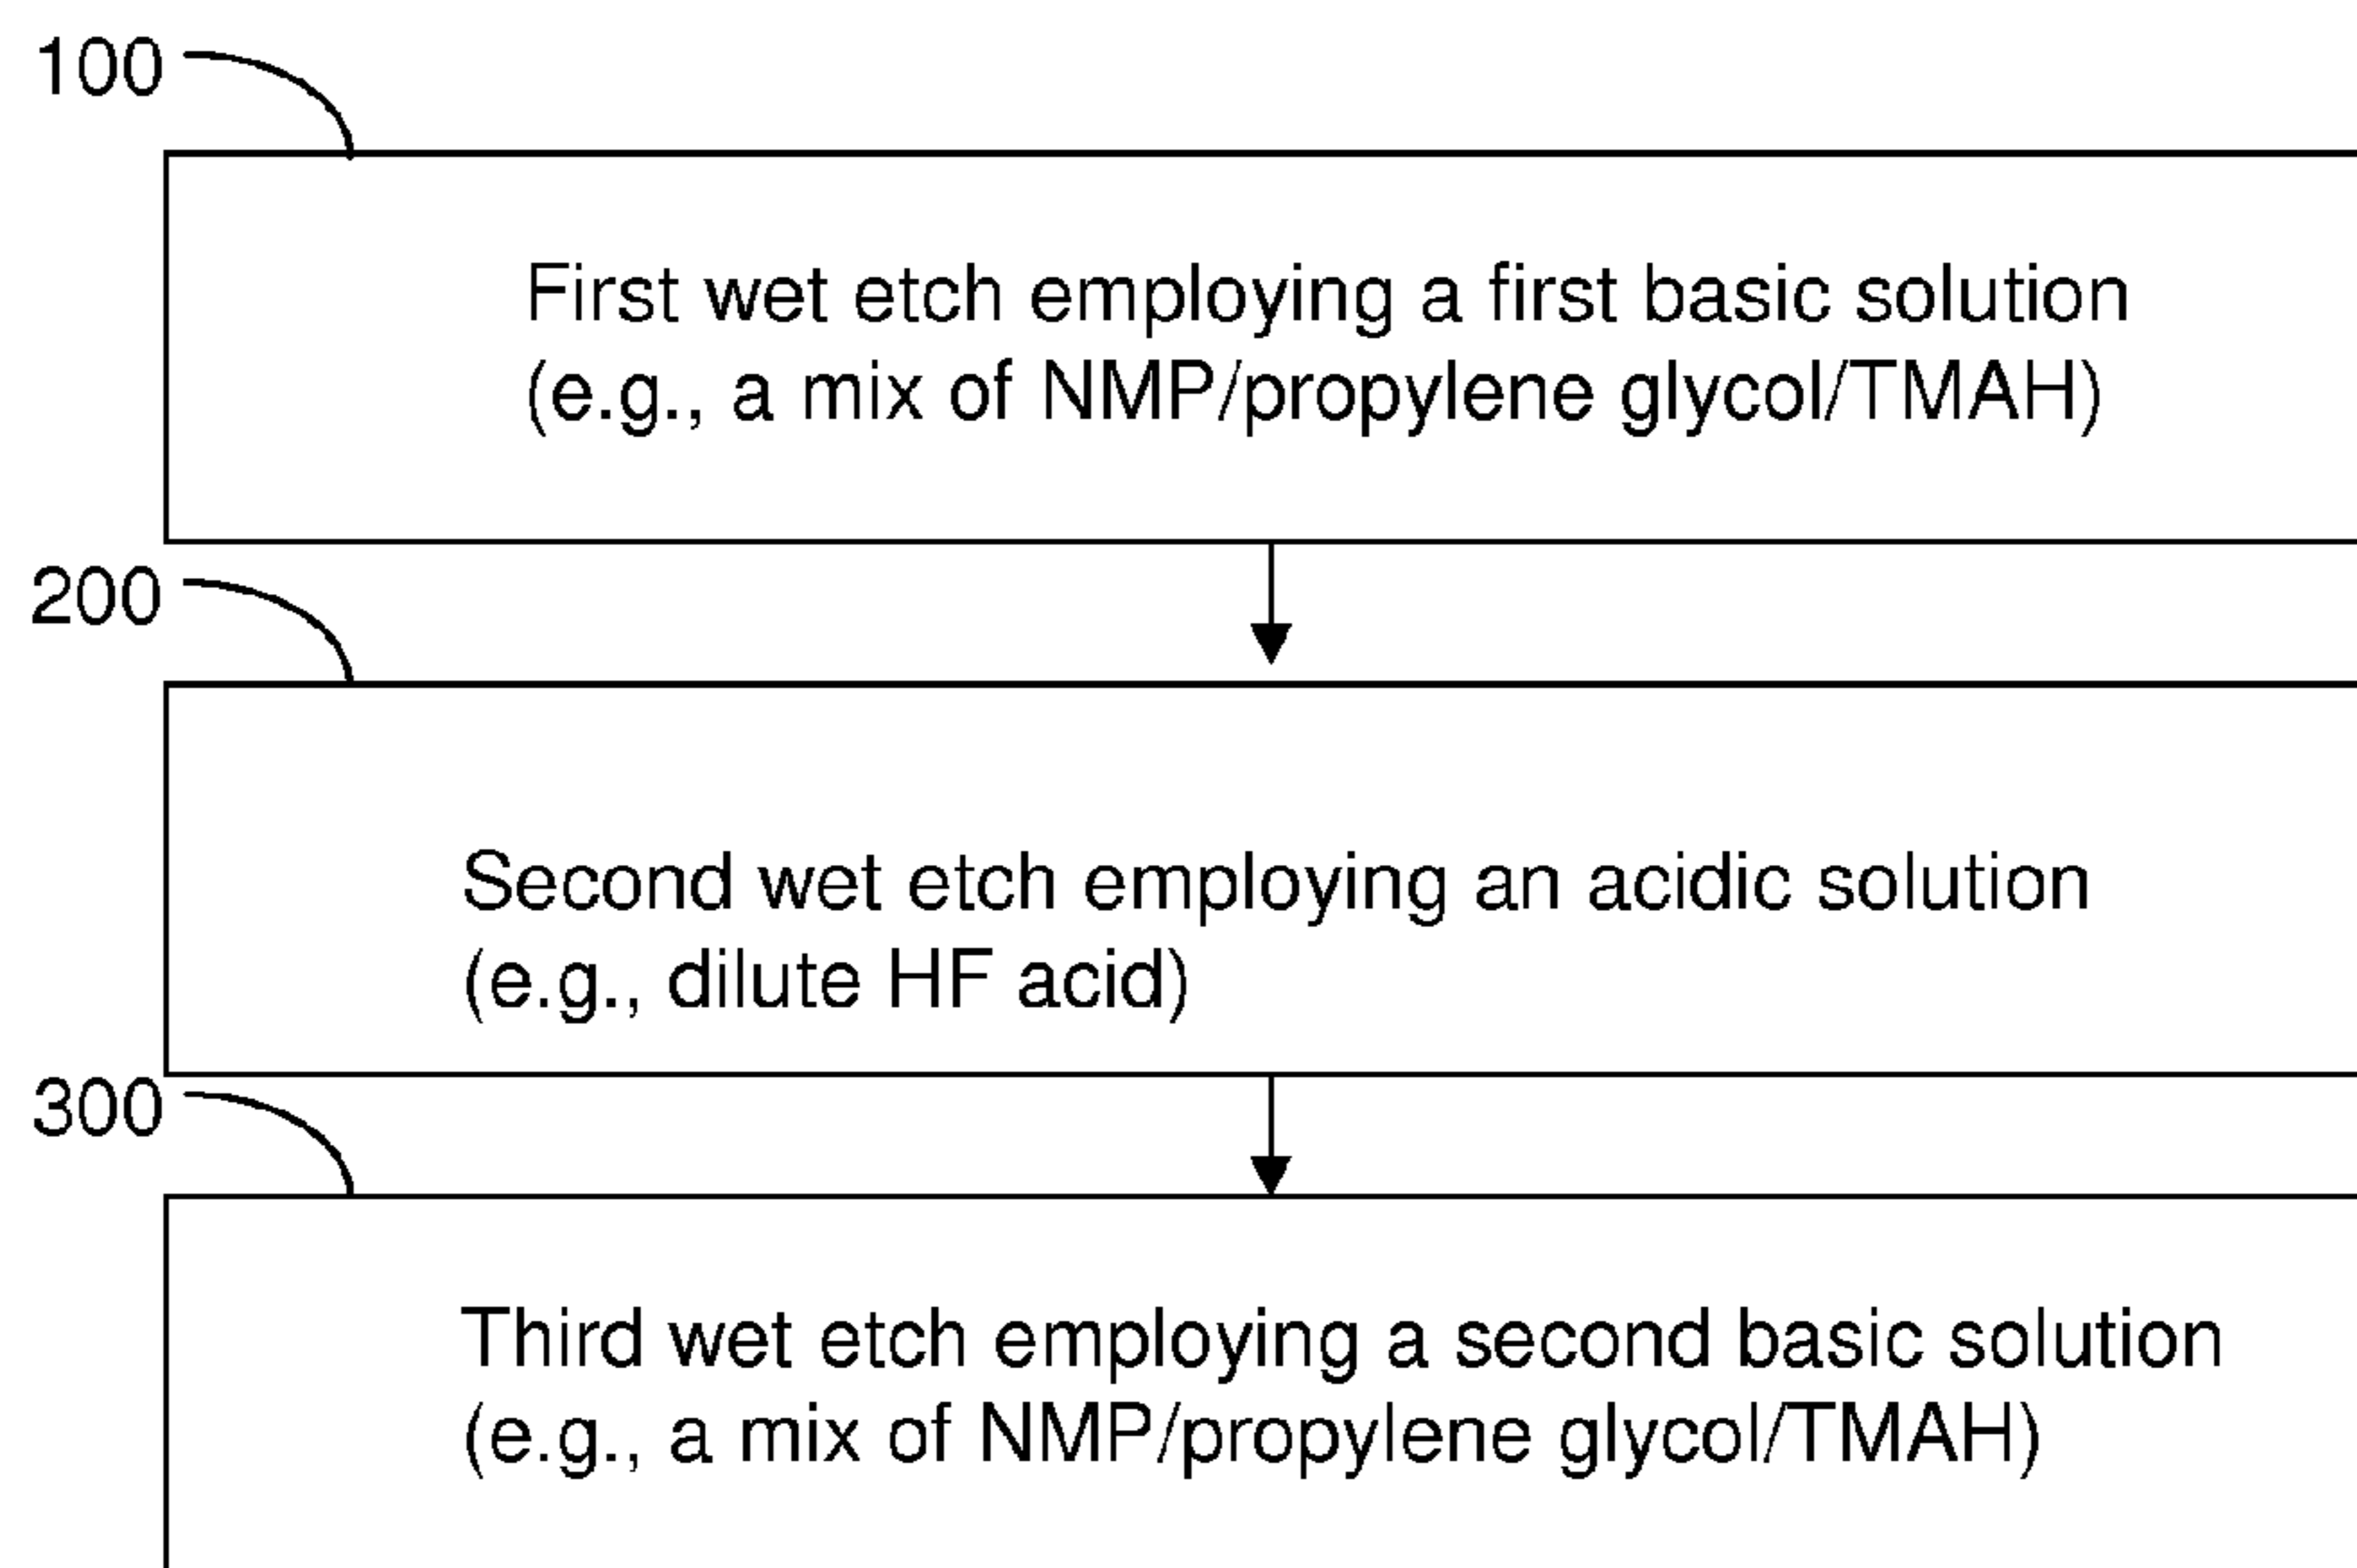 100
First wet etch employing a first basic solution
(e.g., a mix of NMP/propylene glycol/TMAH)
200
Second wet etch employing an acidic solution
(e.g., dilute HF acid)
300
Third wet etch employing a second basic solution
(e.g., a mix of NMP/propylene glycol/TMAH)